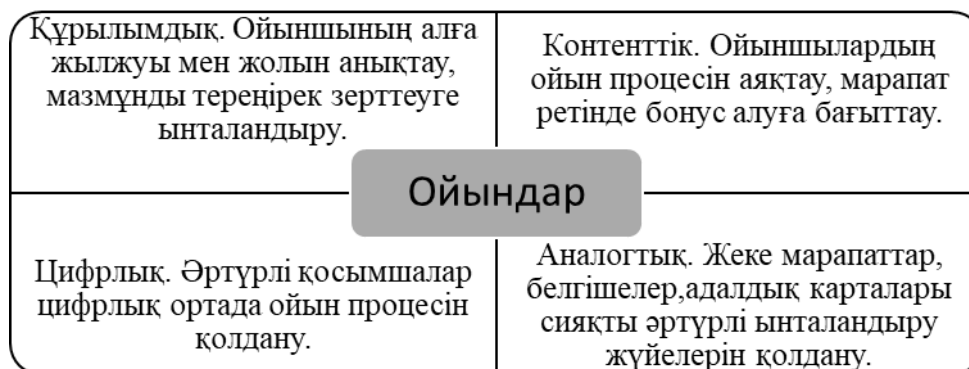 Құрылымдық. Ойыншының алға
жылжуы мен жолын анықтау,
мазмұнды тереңірек зерттеуге
ынталандыру.
Контенттік. Ойыншылардың
ойын процесін аяқтау, марапат
ретінде бонус алуға бағыттау.
Ойындар
Цифрлық. Әртүрлі қосымшалар
цифрлық ортада ойын процесін
қолдану.
Аналогтық. Жеке марапаттар,
белгішелер,адалдық карталары
сияқты әртүрлі ынталандыру
жүйелерін қолдану.